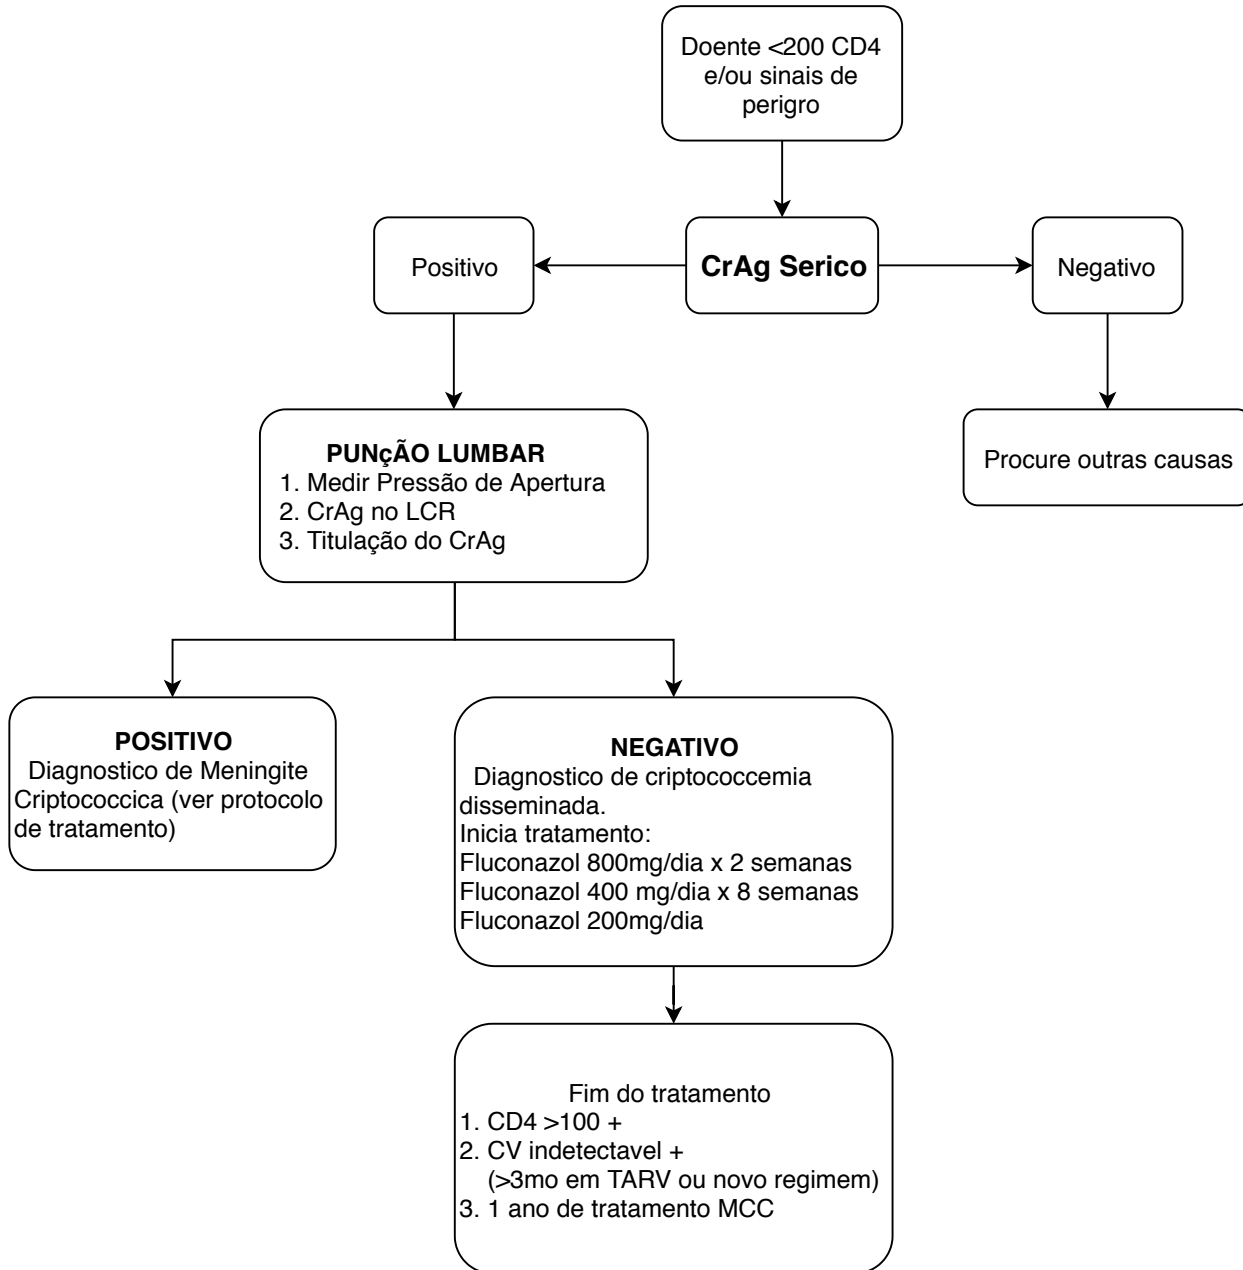 Doente <200 CD4
e/ou sinais de
perigro
Positivo
CrAg Serico
Negativo
PUNçÃO LUMBAR
1. Medir Pressão de Apertura
2. CrAg no LCR
3. Titulação do CrAg
Procure outras causas
POSITIVO
Diagnostico de Meningite
Criptococcica (ver protocolo
de tratamento)
NEGATIVO
Diagnostico de criptococcemia
disseminada.
Inicia tratamento:
Fluconazol 800mg/dia x 2 semanas
Fluconazol 400 mg/dia x 8 semanas
Fluconazol 200mg/dia
Fim do tratamento
1. CD4 >100 +
2. CV indetectavel +
(>3mo em TARV ou novo regimem)
3. 1 ano de tratamento MCC